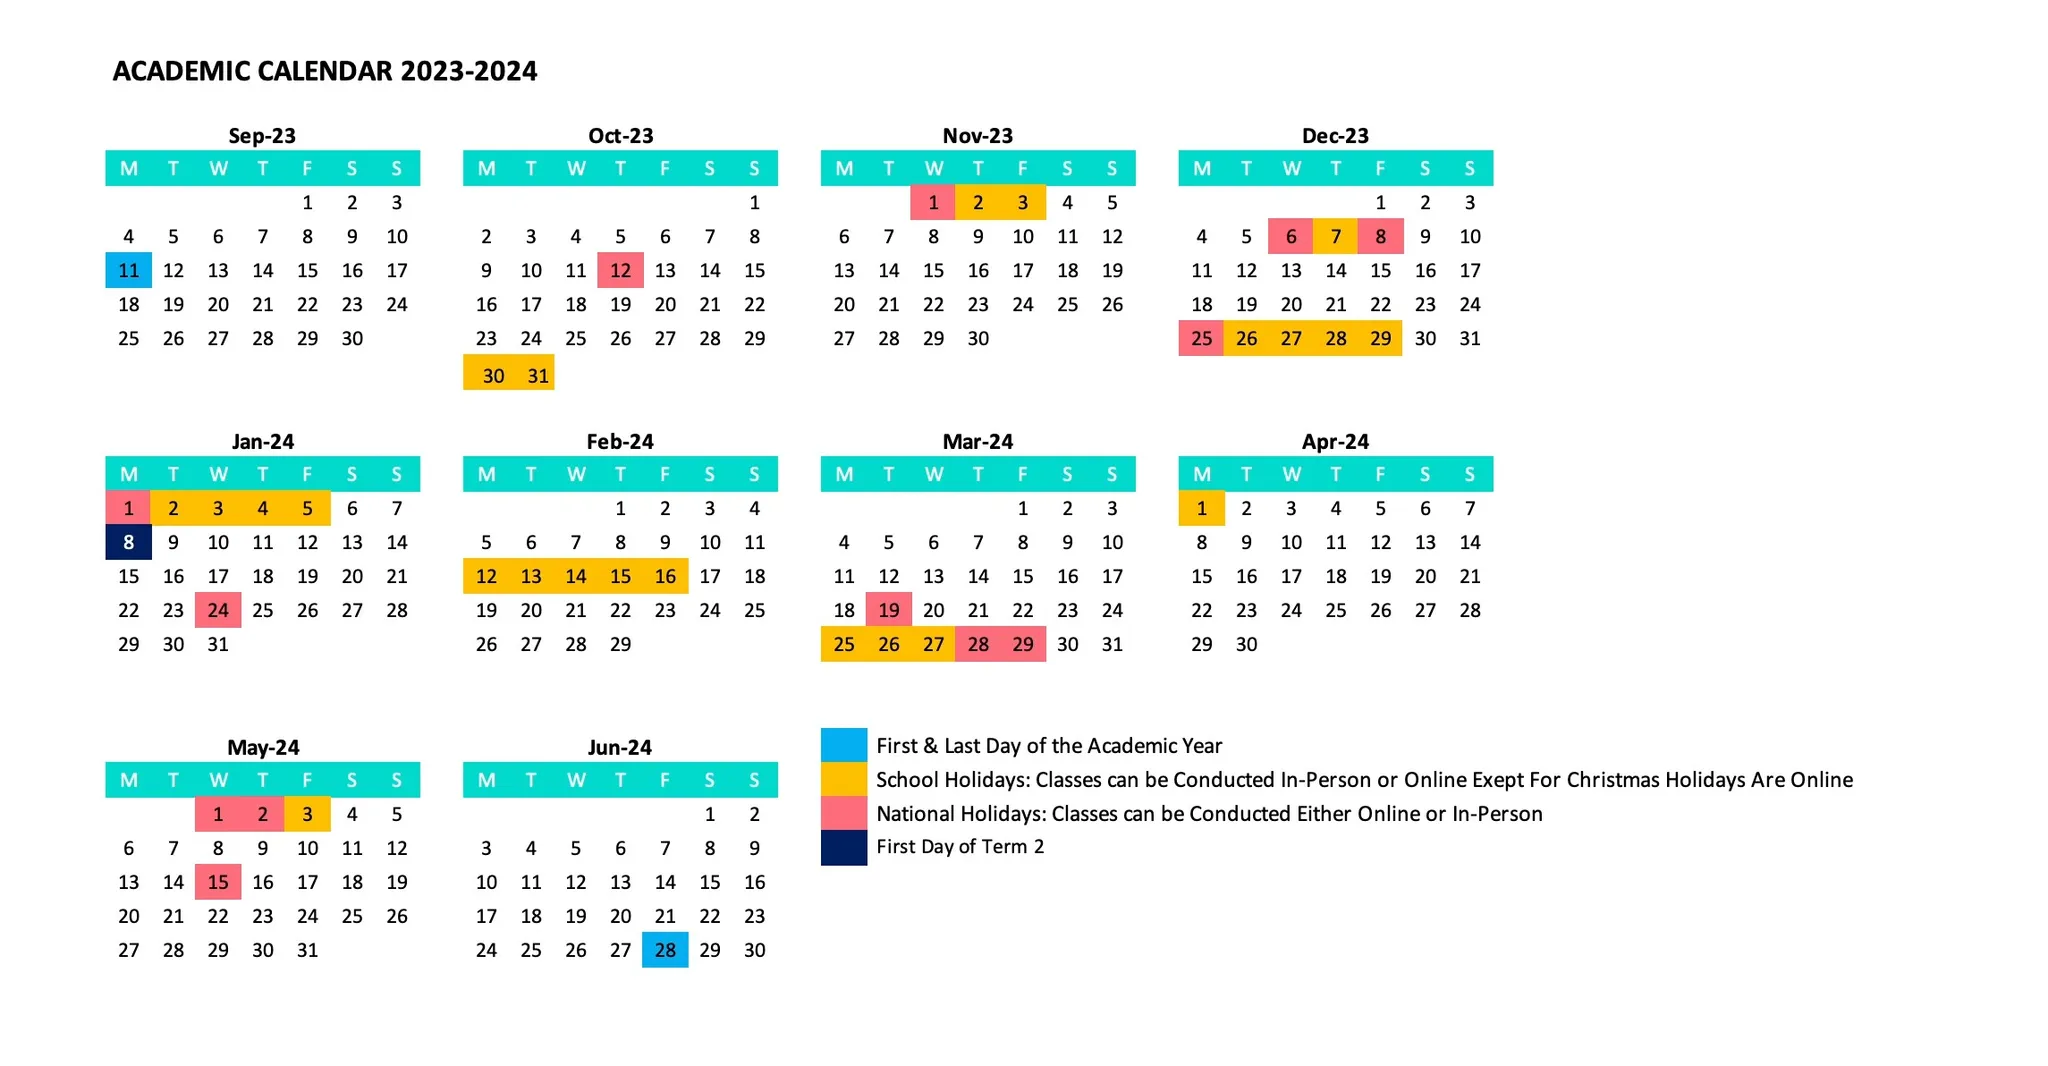 ACADEMIC CALENDAR 2023-2024
Sep-23
M T W T F S S
1 2 3
4 5 6 7 8 9 10
11 12 13 14 15 16 17
18 19 20 21 22 23 24
25 26 27 28 29 30
Oct-23
M T W T F S S
1
2 3 4 5 6 7 8
9 10 11 12 13 14 15
16 17 18 19 20 21 22
23 24 25 26 27 28 29
30 31
Nov-23
M T W T F S S
1 2 3 4 5
6 7 8 9 10 11 12
13 14 15 16 17 18 19
20 21 22 23 24 25 26
27 28 29 30
Dec-23
M T W T F S S
1 2 3
4 5 6 7 8 9 10
11 12 13 14 15 16 17
18 19 20 21 22 23 24
25 26 27 28 29 30 31
Jan-24
M T W T F S S
1 2 3 4 5 6 7
8 9 10 11 12 13 14
15 16 17 18 19 20 21
22 23 24 25 26 27 28
29 30 31
Feb-24
M T W T F S S
1 2 3 4
5 6 7 8 9 10 11
12 13 14 15 16 17 18
19 20 21 22 23 24 25
26 27 28 29
Mar-24
M T W T F S S
1 2 3
4 5 6 7 8 9 10
11 12 13 14 15 16 17
18 19 20 21 22 23 24
25 26 27 28 29 30 31
Apr-24
M T W T F S S
1 2 3 4 5 6 7
8 9 10 11 12 13 14
15 16 17 18 19 20 21
22 23 24 25 26 27 28
29 30
May-24
M T W T F S S
1 2 3 4 5
6 7 8 9 10 11 12
13 14 15 16 17 18 19
20 21 22 23 24 25 26
27 28 29 30 31
Jun-24
M T W T F S S
1 2
3 4 5 6 7 8 9
10 11 12 13 14 15 16
17 18 19 20 21 22 23
24 25 26 27 28 29 30
First & Last Day of the Academic Year
School Holidays: Classes can be Conducted In-Person or Online Exept For Christmas Holidays Are Online
National Holidays: Classes can be Conducted Either Online or In-Person
First Day of Term 2